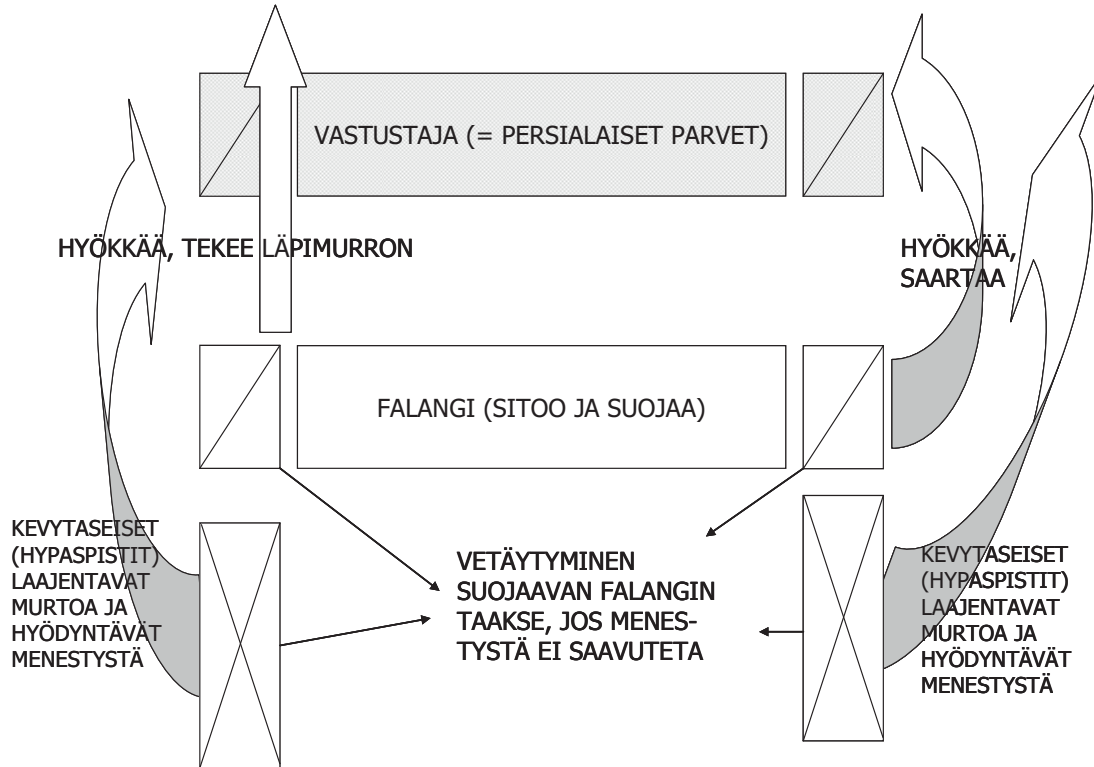 VASTUSTAJA (= PERSIALAISET PARVET)
HYÖKKÄÄ, TEKEE LÄPIMURRON
HYÖKKÄÄ,
SAARTAA
FALANGI (SITOO JA SUOJAA)
KEVYTASEISET
(HYPASPISTIT)
LAAJENTAVAT
MURTOA JA
HYÖDYNTÄVÄT
MENESTYSTÄ
VETÄYTYMINEN
SUOJAAVAN FALANGIN
TAAKSE, JOS MENES-
TYSTÄ EI SAAVUTETA
KEVYTASEISET
(HYPASPISTIT)
LAAJENTAVAT
MURTOA JA
HYÖDYNTÄVÄT
MENESTYSTÄ